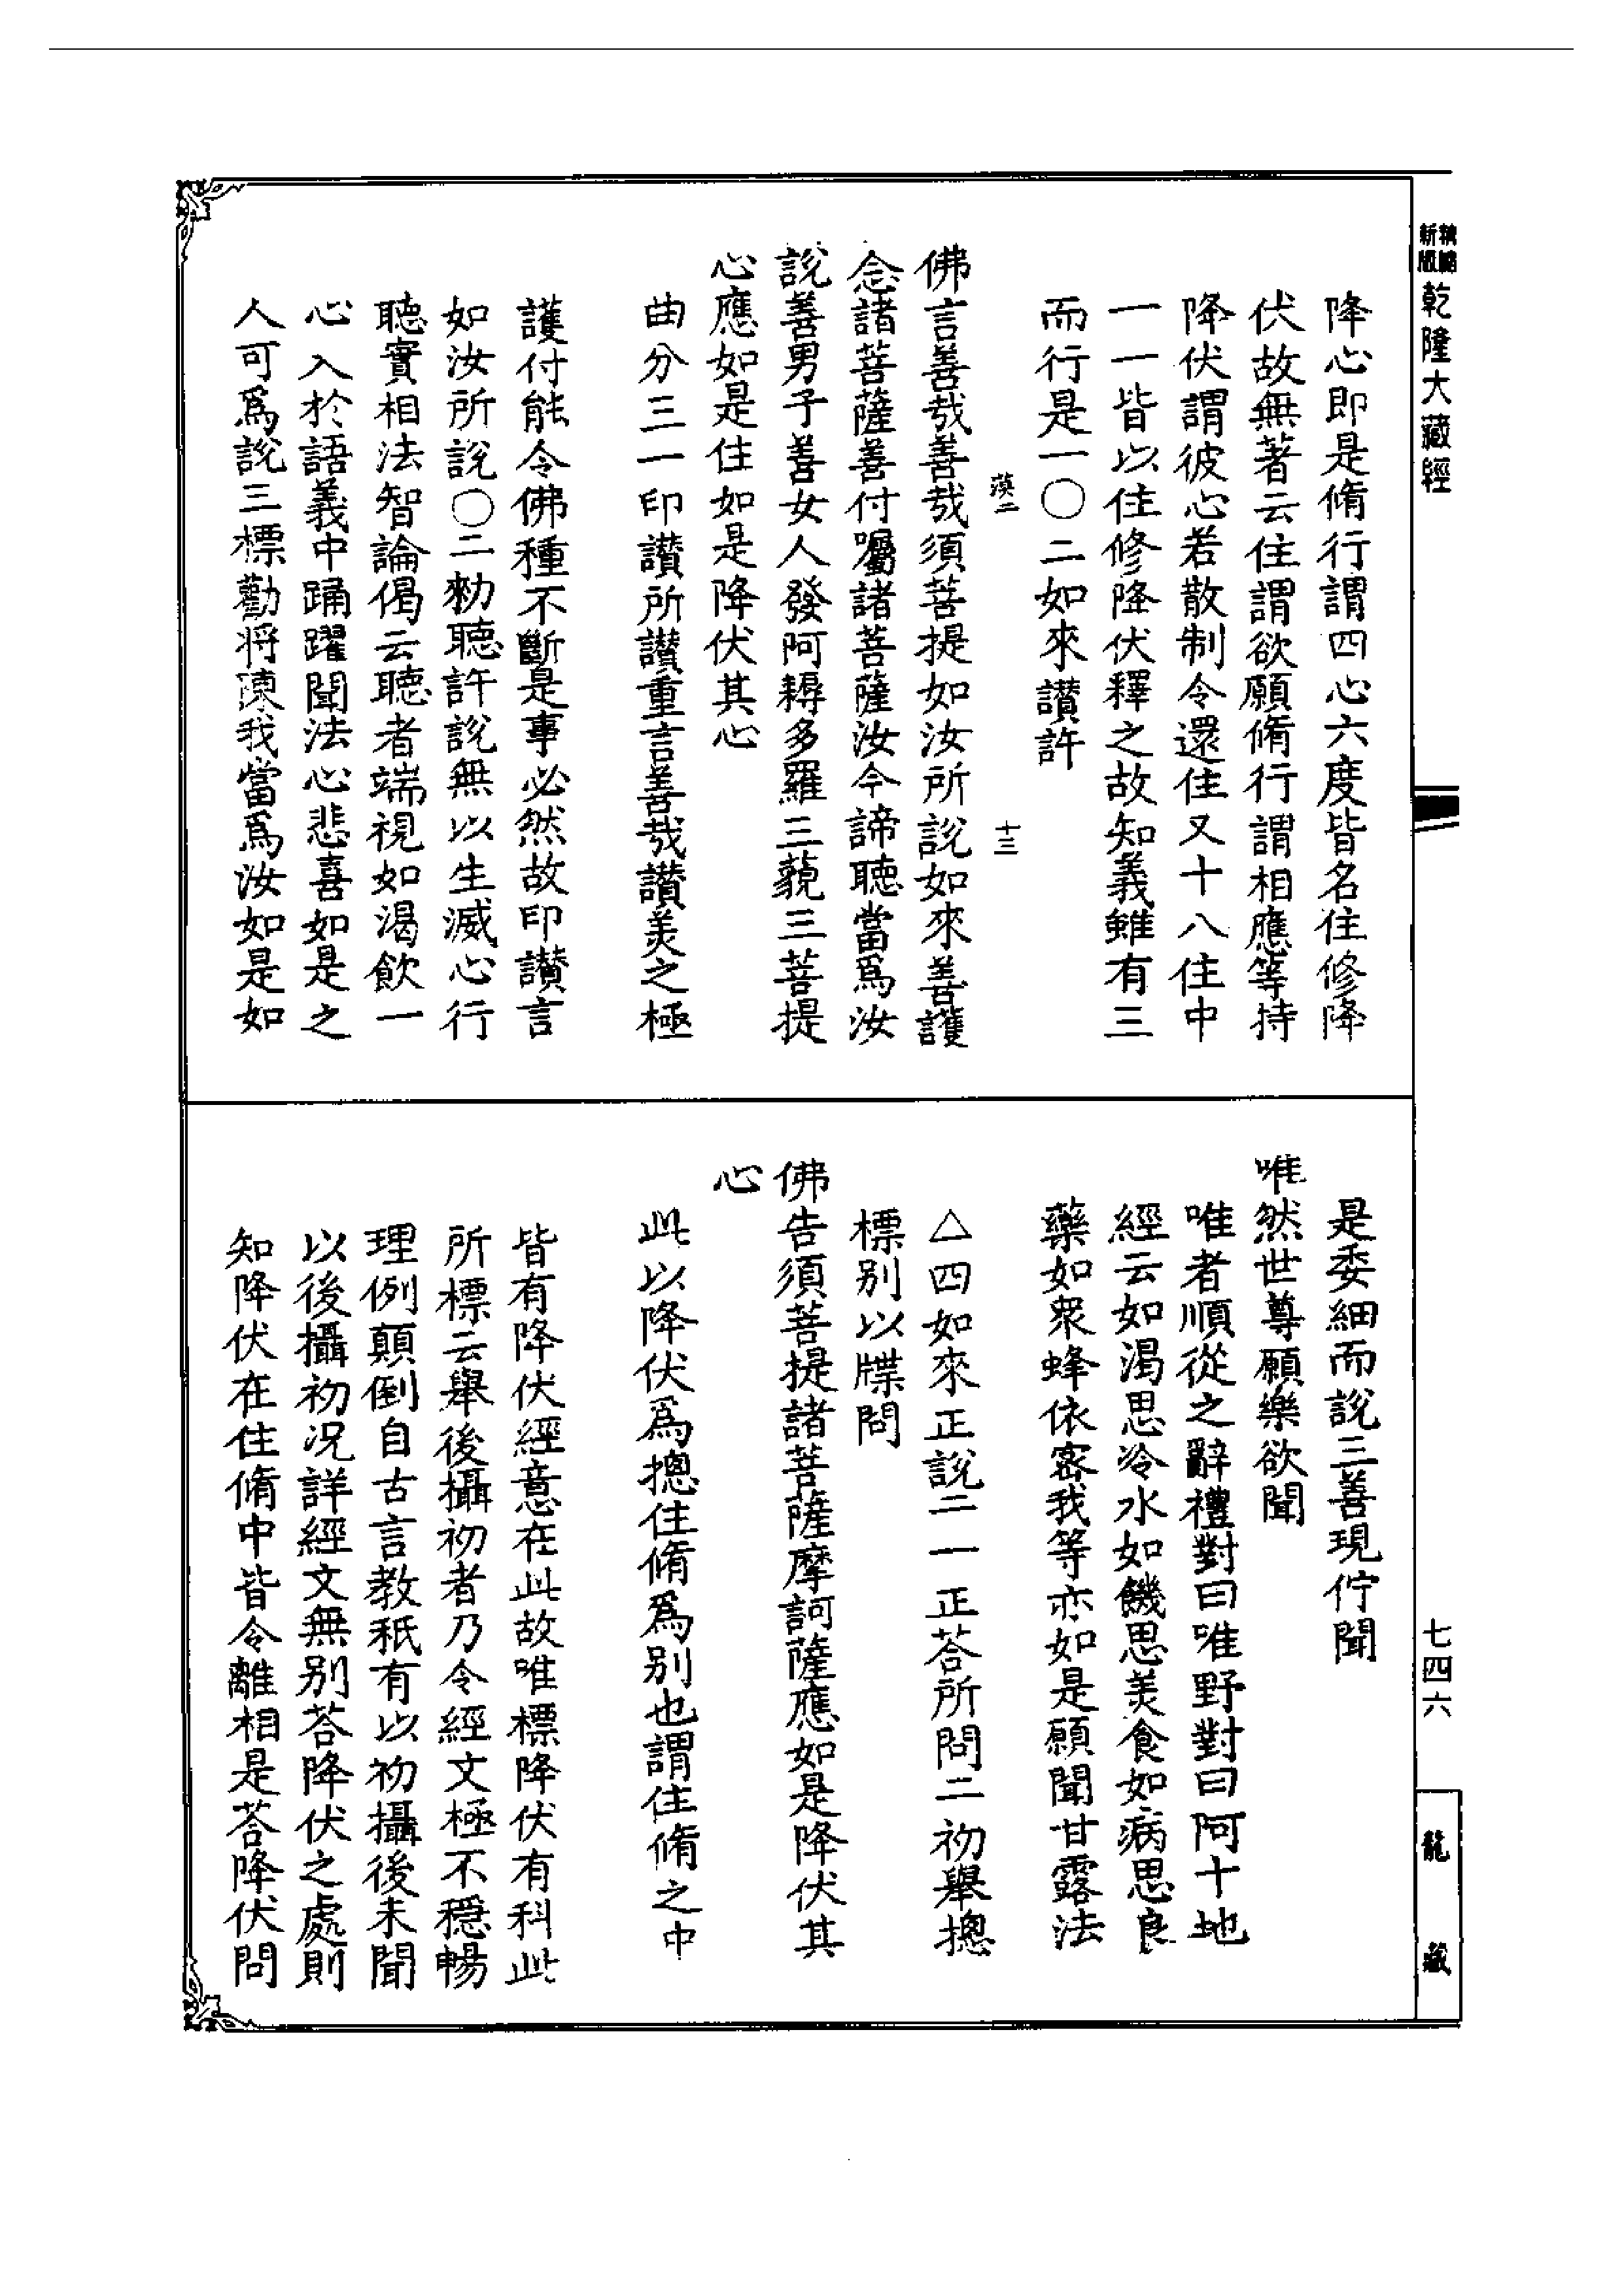 新版
乾隆大藏經
降心即是脩行謂四心六度皆名住修降
伏故無著云住謂欲願脩行謂相應等持
降伏謂彼心若散制令還住又十八住中
一一皆以住修降伏釋之故知義雖有三
而行是一〇二如來讃許
十三
佛言善哉善哉須菩提如汝所說如來善護
念諸菩薩善付囑諸菩薩汝今諦聽當爲汝
說善男子善女人發阿耨多羅三藐三菩提
心應如是住如是降伏其心
曲分三一印讃所讃重言善哉讃美之極
護付能令佛種不斷是事必然故印讃言
如汝所說〇二勑聽許說無以生滅心行
聽實相法智論偈云聽者端視如渴飲一
心入於語義中踊躍聞法心悲喜如是之
人可爲說三標勸將陳我當爲汝如是如
是委細而說三善現佇聞
唯然世尊願樂欲聞
唯者順從之辭禮對曰唯野對曰阿十地
經云如渴思冷水如饑思美食如病思良
藥如衆蜂依蜜我等亦如是願聞甘露法
△四如來正說二一正荅所問二初舉摠
標別以牒問
佛告須菩提諸菩薩摩訶薩應如是降伏其
心
此以降伏爲摠住脩爲別也謂住脩之中
皆有降伏經意在此故唯標降伏有科此
所標云舉後攝初者乃令經文極不穩暢
理例顛倒自古言教秖有以初攝後未聞
以後攝初況詳經文無別荅降伏之處則
知降伏在住脩中皆令離相是荅降伏問
七四六
龍藏